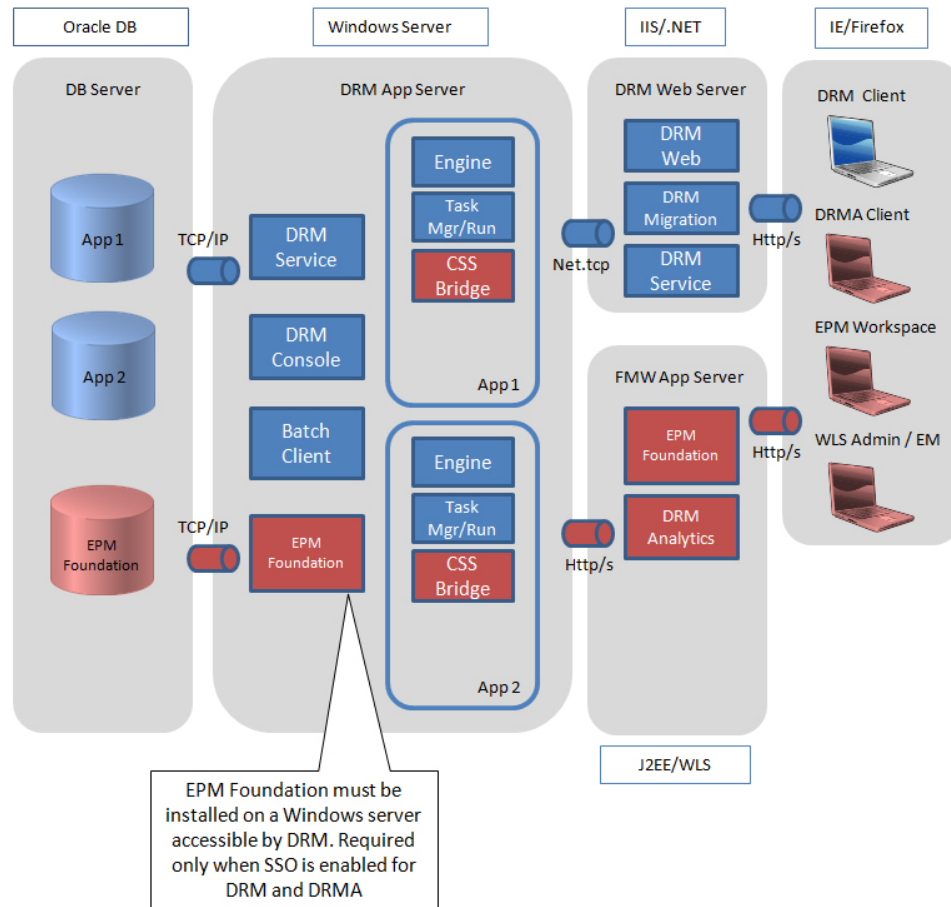 Oracle DB
Windows Server
IIS/.NET
IE/Firefox
DB Server
App 1
App 2
EPM
Foundation
TCP/IP
TCP/IP
DRM App Server
DRM
Service
DRM
Console
Batch
Client
EPM
Foundation
Engine
Task
Mgr/Run
CSS
Bridge
App 1
Engine
Task
Mgr/Run
CSS
Bridge
App 2
Net.tcp
Http/s
DRM Web Server
DRM
Web
DRM
Migration
DRM
Service
FMW App Server
EPM
Foundation
DRM
Analytics
J2EE/WLS
Http/s
Http/s
DRM Client
DRMA Client
EPM Workspace
WLS Admin / EM
EPM Foundation must be
installed on a Windows server
accessible by DRM. Required
only when SSO is enabled for
DRM and DRMA